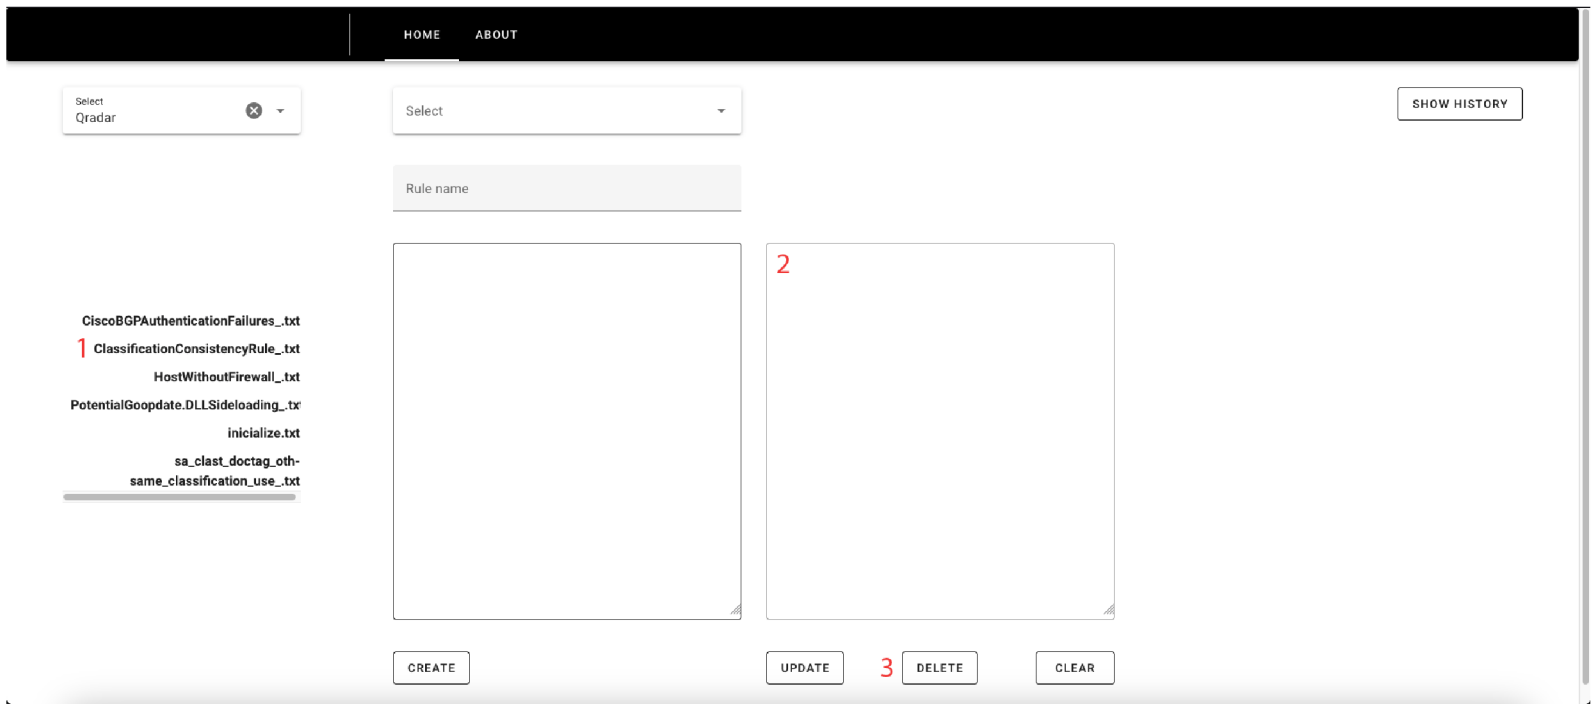 HOME ABOUT
Select
Qradar
Select
SHOW HISTORY
Rule name
2
CiscoBGPAuthenticationFailures_.txt
1 ClassificationConsistencyRule_.txt
HostWithoutFirewall_.txt
PotentialGoopdate.DLLSideloading_.txt
inicialize.txt
sa_clast_doctag_oth-
same_classification_use_.txt
CREATE UPDATE 3 DELETE CLEAR